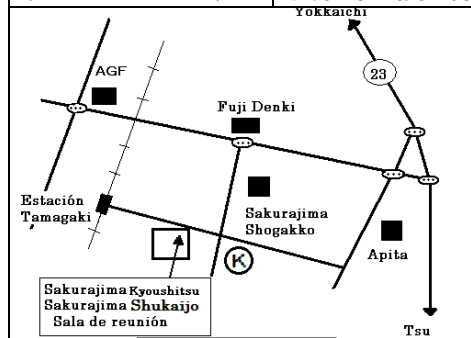 Yokkaichi
23
AGF
Fuji Denki
Estación
Tamagaki
Sakurajima
Shogakko
Apita
K
Sakurajima Kyoushitsu
Sakurajima Shukaijo
Sala de reunión
Tsu